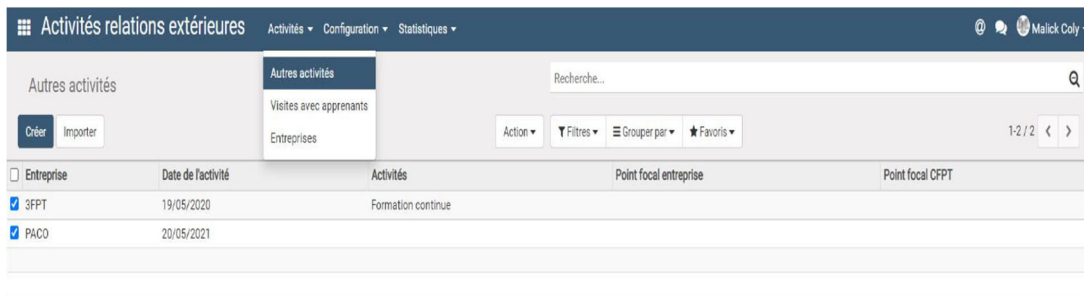 Activités relations extérieures Activités Configuration Statistiques @ Malick Coly
Autres activités
Visites avec apprenants
Entreprises
Autres activités
Recherche...
Créer Importer Action Filtres Grouper par Favoris 1-2 / 2
Entreprise Date de l'activité Activités Point focal entreprise Point focal CFPT
3FPT 19/05/2020 Formation continue
PACO 20/05/2021